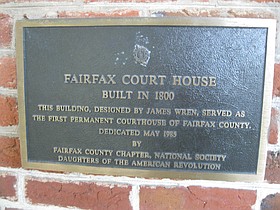 FAIRFAX COURT HOUSE
BUILT IN 1800
THIS BUILDING, DESIGNED BY JAMES WREN, SERVED AS
THE FIRST PERMANENT COURTHOUSE OF FAIRFAX COUNTY.
DEDICATED MAY 1983
BY
FAIRFAX COUNTY CHAPTER, NATIONAL SOCIETY
DAUGHTERS OF THE AMERICAN REVOLUTION